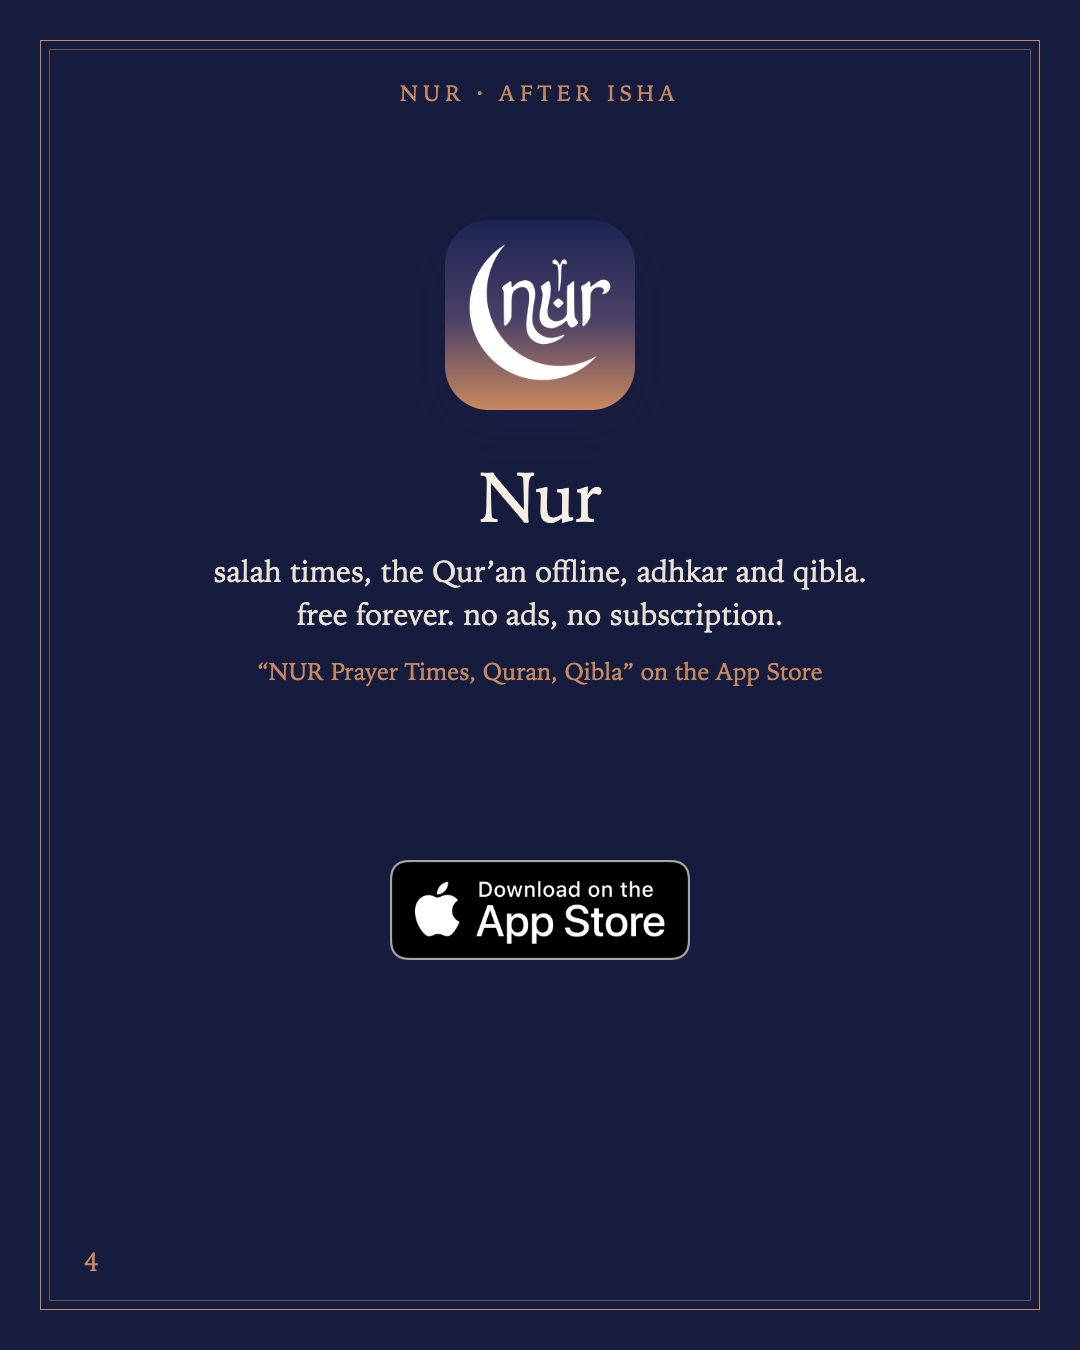 NUR · AFTER ISHA
nur
Nur
salah times, the Qur’an offline, adhkar and qibla.
free forever. no ads, no subscription.
“NUR Prayer Times, Quran, Qibla” on the App Store
Download on the
App Store
4